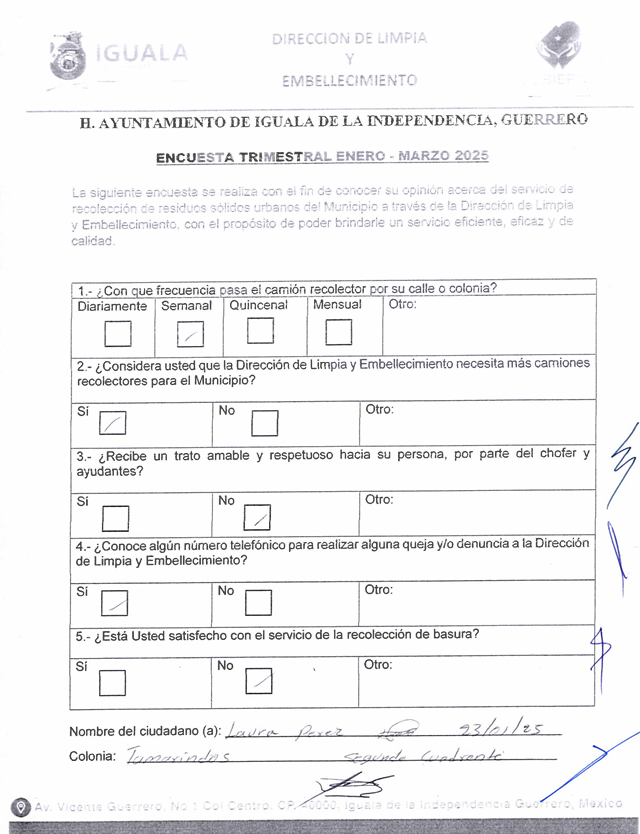 IGUALA
DIRECCION DE LIMPIA
Y
EMBELLECIMIENTO
H. AYUNTAMIENTO DE IGUALA DE LA INDEPENDENCIA, GUERRERO
ENCUESTA TRIMESTRAL ENERO - MARZO 2025
La siguiente encuesta se realiza con el fin de conocer su opinión acerca del servicio de
recolección de residuos sólidos urbanos del Municipio a través de la Dirección de Limpia
y Embellecimiento, con el propósito de poder brindarle un servicio eficiente, eficaz y de
calidad.
1.- ¿Con que frecuencia pasa el camión recolector por su calle o colonia?
Diariamente Semanal Quincenal Mensual Otro:
2.- ¿Considera usted que la Dirección de Limpia y Embellecimiento necesita más camiones
recolectores para el Municipio?
Sí No Otro:
3.- ¿Recibe un trato amable y respetuoso hacia su persona, por parte del chofer y
ayudantes?
Sí No Otro:
4.- ¿Conoce algún número telefónico para realizar alguna queja y/o denuncia a la Dirección
de Limpia y Embellecimiento?
Sí No Otro:
5.- ¿Está Usted satisfecho con el servicio de la recolección de basura?
Sí No Otro:
Nombre del ciudadano (a): Laura Perez 23/01/25
Colonia: Tamarindos Segundo Cuadrante
Av. Vicente Guerrero, No 1 Col Centro, CP. 40000, Iguala de la Independencia Guerrero, Mexico